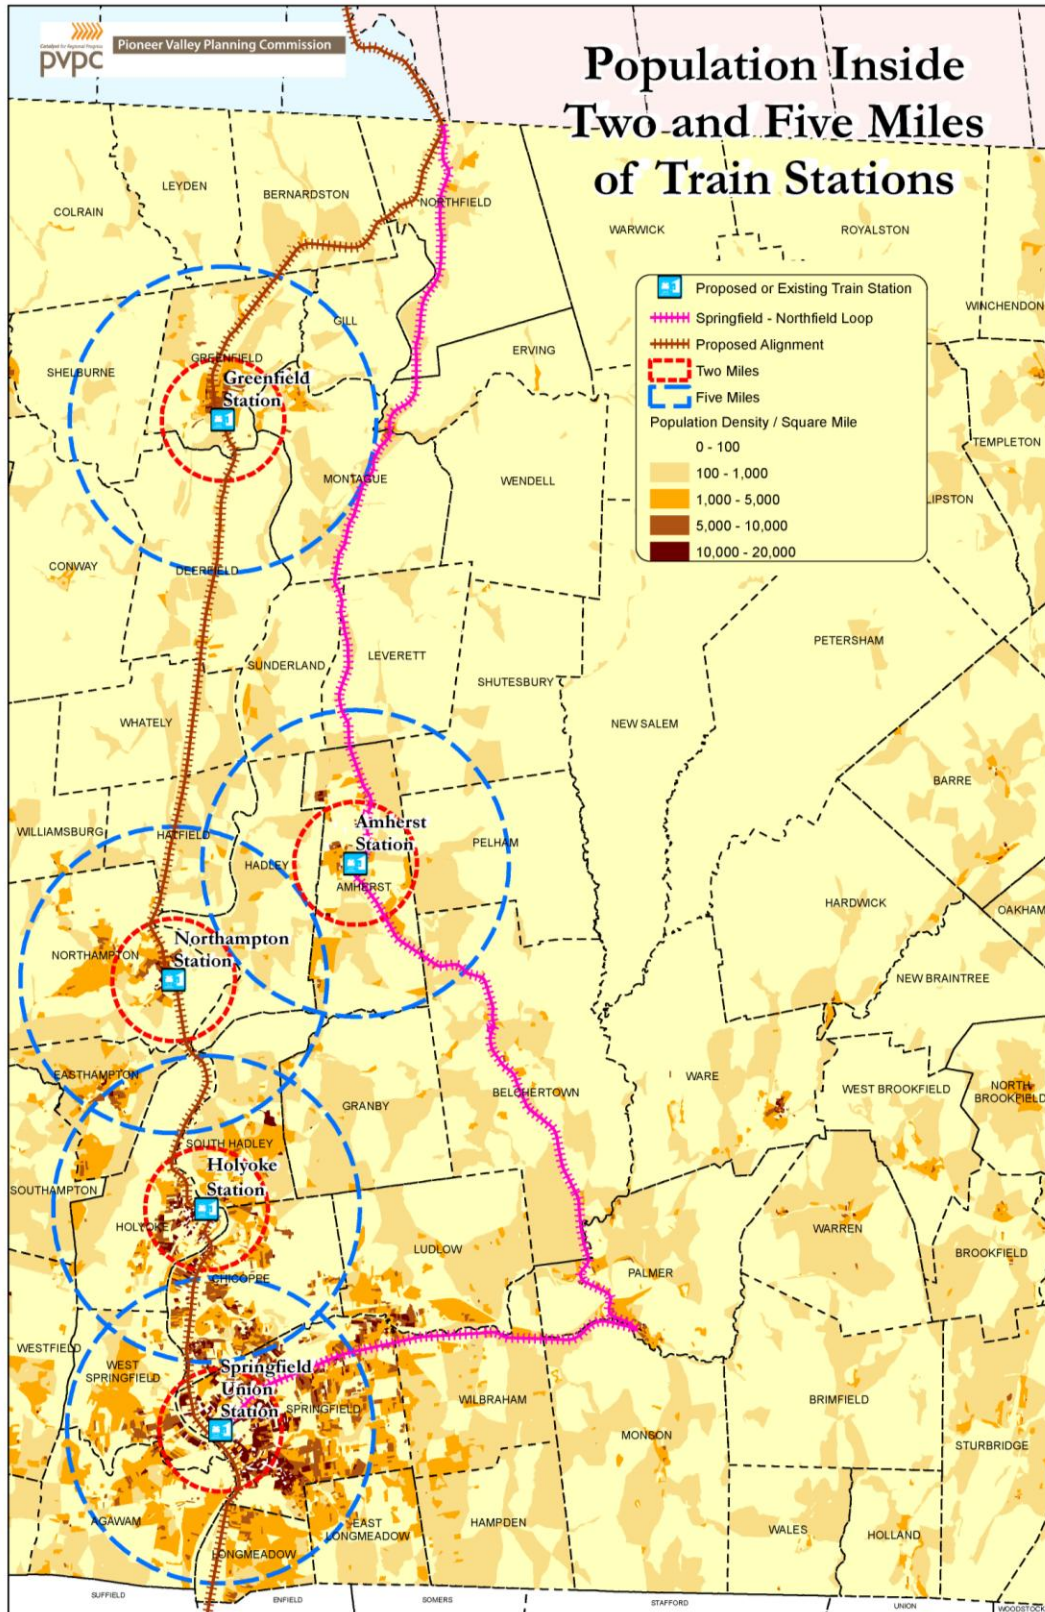 Catalyst for Regional Progress
pvpc
Pioneer Valley Planning Commission
Population Inside
Two and Five Miles
of Train Stations
LEYDEN
BERNARDSTON
COLRAIN
NORTHFIELD
WARWICK
ROYALSTON
Proposed or Existing Train Station
Springfield - Northfield Loop
Proposed Alignment
Two Miles
Five Miles
Population Density / Square Mile
0 - 100
100 - 1,000
1,000 - 5,000
5,000 - 10,000
10,000 - 20,000
WINCHENDON
GILL
ERVING
GREENFIELD
SHELBURNE
Greenfield
Station
TEMPLETON
MONTAGUE
WENDELL
LIPSTON
CONWAY
DEERFIELD
PETERSHAM
SUNDERLAND
LEVERETT
SHUTESBURY
WHATELY
NEW SALEM
BARRE
WILLIAMSBURG
HATFIELD
Amherst
Station
PELHAM
HADLEY
AMHERST
HARDWICK
OAKHAM
Northampton
Station
NORTHAMPTON
NEW BRAINTREE
EASTHAMPTON
WARE
WEST BROOKFIELD
NORTH
BROOKFIELD
BELCHERTOWN
GRANBY
SOUTH HADLEY
Holyoke
Station
SOUTHAMPTON
HOLYOKE
WARREN
LUDLOW
BROOKFIELD
PALMER
CHICOPPE
WESTFIELD
WEST
SPRINGFIELD
Springfield
Union
Station
SPRINGFIELD
WILBRAHAM
BRIMFIELD
MONSON
STURBRIDGE
AGAWAM
EAST
LONGMEADOW
HAMPDEN
WALES
HOLLAND
LONGMEADOW
SUFFIELD
ENFIELD
SOMERS
STAFFORD
UNION
WOODSTOCK